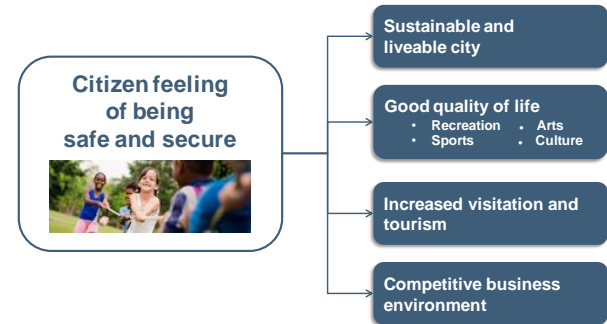 Citizen feeling
of being
safe and secure
Sustainable and
liveable city
Good quality of life
• Recreation • Arts
• Sports • Culture
Increased visitation and
tourism
Competitive business
environment